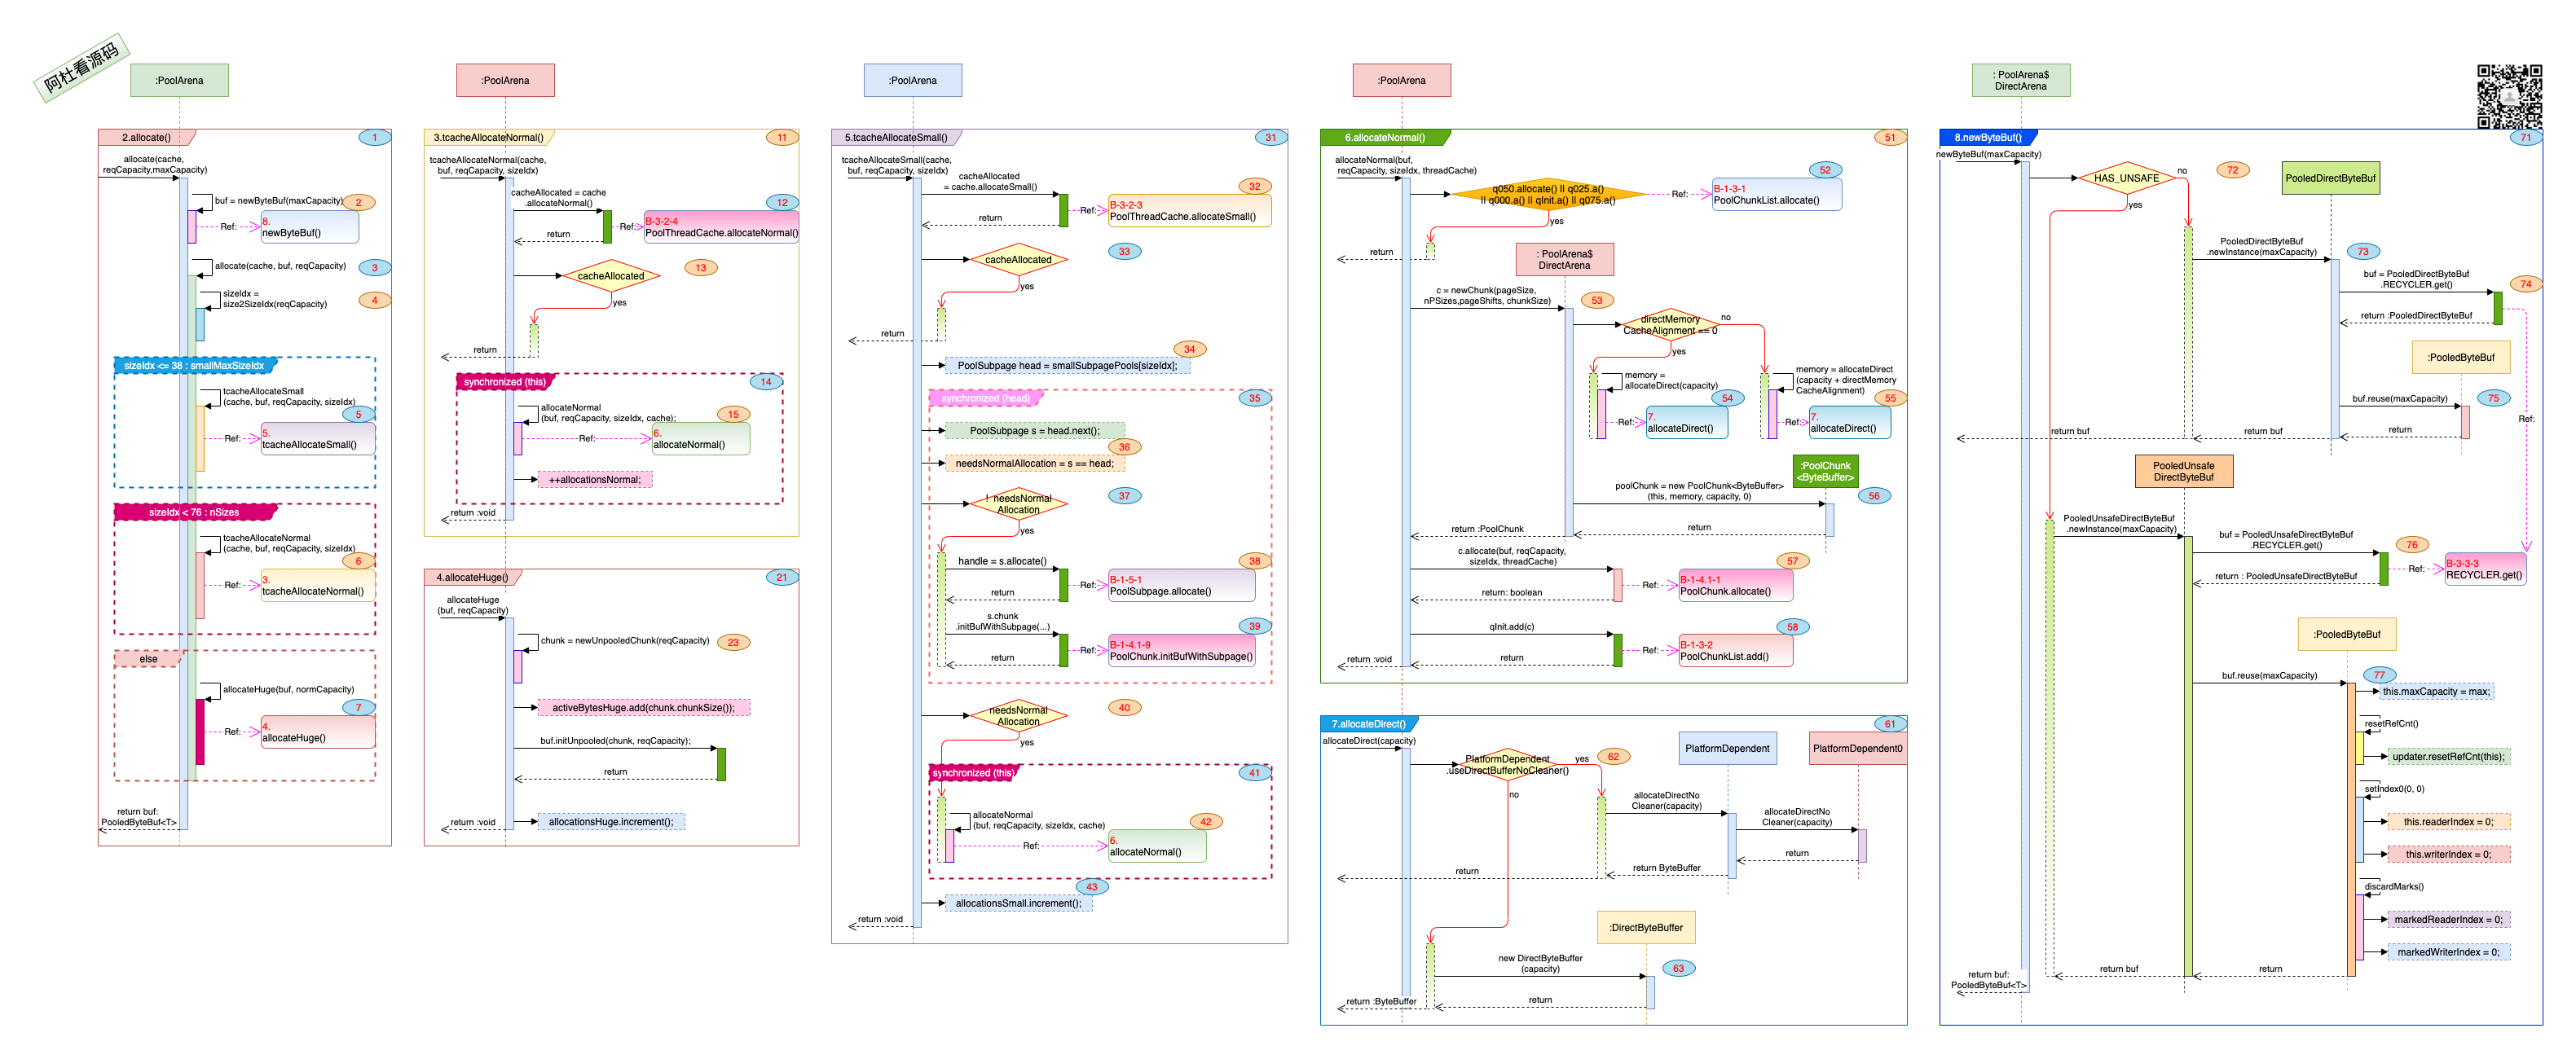 阿杜看源码
:PoolArena
2.allocate()
1
allocate(cache,
reqCapacity,maxCapacity)
buf = newByteBuf(maxCapacity)
2
Ref:
8.
newByteBuf()
allocate(cache, buf, reqCapacity)
3
sizeIdx =
size2SizeIdx(reqCapacity)
4
sizeIdx <= 38 : smallMaxSizeIdx
tcacheAllocateSmall
(cache, buf, reqCapacity, sizeIdx)
5
Ref:
5.
tcacheAllocateSmall()
sizeIdx < 76 : nSizes
tcacheAllocateNormal
(cache, buf, reqCapacity, sizeIdx)
6
Ref:
3.
tcacheAllocateNormal()
else
allocateHuge(buf, normCapacity)
7
Ref:
4.
allocateHuge()
return buf:
PooledByteBuf<T>
:PoolArena
3.tcacheAllocateNormal()
11
tcacheAllocateNormal(cache,
buf, reqCapacity, sizeIdx)
cacheAllocated = cache
.allocateNormal()
12
Ref:
B-3-2-4
PoolThreadCache.allocateNormal()
return
cacheAllocated
13
yes
return
synchronized (this)
14
allocateNormal
(buf, reqCapacity, sizeIdx, cache);
15
Ref:
6.
allocateNormal()
++allocationsNormal;
return :void
4.allocateHuge()
21
allocateHuge
(buf, reqCapacity)
chunk = newUnpooledChunk(reqCapacity)
23
activeBytesHuge.add(chunk.chunkSize());
buf.initUnpooled(chunk, reqCapacity);
return
allocationsHuge.increment();
return :void
:PoolArena
5.tcacheAllocateSmall()
31
tcacheAllocateSmall(cache,
buf, reqCapacity, sizeIdx)
cacheAllocated
= cache.allocateSmall()
32
Ref:
B-3-2-3
PoolThreadCache.allocateSmall()
return
cacheAllocated
33
yes
return
34
PoolSubpage head = smallSubpagePools[sizeIdx];
synchronized (head)
35
PoolSubpage s = head.next();
36
needsNormalAllocation = s == head;
! needsNormal
Allocation
37
yes
handle = s.allocate()
38
Ref:
B-1-5-1
PoolSubpage.allocate()
return
s.chunk
.initBufWithSubpage(...)
39
Ref:
B-1-4.1-9
PoolChunk.initBufWithSubpage()
return
needsNormal
Allocation
40
yes
synchronized (this)
41
allocateNormal
(buf, reqCapacity, sizeIdx, cache)
42
Ref:
6.
allocateNormal()
43
allocationsSmall.increment();
return :void
:PoolArena
6.allocateNormal()
51
allocateNormal(buf,
reqCapacity, sizeIdx, threadCache)
q050.allocate() II q025.a()
II q000.a() II qInit.a() II q075.a()
52
Ref:
B-1-3-1
PoolChunkList.allocate()
yes
return
: PoolArena$
DirectArena
c = newChunk(pageSize,
nPSizes,pageShifts, chunkSize)
53
directMemory
CacheAlignment == 0
no
yes
memory =
allocateDirect(capacity)
54
Ref:
7.
allocateDirect()
memory = allocateDirect
(capacity + directMemory
CacheAlignment)
55
Ref:
7.
allocateDirect()
:PoolChunk
<ByteBuffer>
poolChunk = new PoolChunk<ByteBuffer>
(this, memory, capacity, 0)
56
return
return :PoolChunk
c.allocate(buf, reqCapacity,
sizeIdx, threadCache)
57
Ref:
B-1-4.1-1
PoolChunk.allocate()
return: boolean
qInit.add(c)
58
Ref:
B-1-3-2
PoolChunkList.add()
return
return :void
7.allocateDirect()
61
allocateDirect(capacity)
PlatformDependent
.useDirectBufferNoCleaner()
yes
62
no
PlatformDependent
PlatformDependent0
allocateDirectNo
Cleaner(capacity)
allocateDirectNo
Cleaner(capacity)
return
return ByteBuffer
return
:DirectByteBuffer
new DirectByteBuffer
(capacity)
63
return
return :ByteBuffer
: PoolArena$
DirectArena
8.newByteBuf()
71
newByteBuf(maxCapacity)
HAS_UNSAFE
no
72
yes
PooledDirectByteBuf
PooledDirectByteBuf
.newInstance(maxCapacity)
73
buf = PooledDirectByteBuf
.RECYCLER.get()
74
return :PooledDirectByteBuf
:PooledByteBuf
buf.reuse(maxCapacity)
75
Ref:
return
return buf
return buf
PooledUnsafe
DirectByteBuf
PooledUnsafeDirectByteBuf
.newInstance(maxCapacity)
buf = PooledUnsafeDirectByteBuf
.RECYCLER.get()
76
Ref:
B-3-3-3
RECYCLER.get()
return : PooledUnsafeDirectByteBuf
:PooledByteBuf
buf.reuse(maxCapacity)
77
this.maxCapacity = max;
resetRefCnt()
updater.resetRefCnt(this);
setIndex0(0, 0)
this.readerIndex = 0;
this.writerIndex = 0;
discardMarks()
markedReaderIndex = 0;
markedWriterIndex = 0;
return
return buf
return buf:
PooledByteBuf<T>